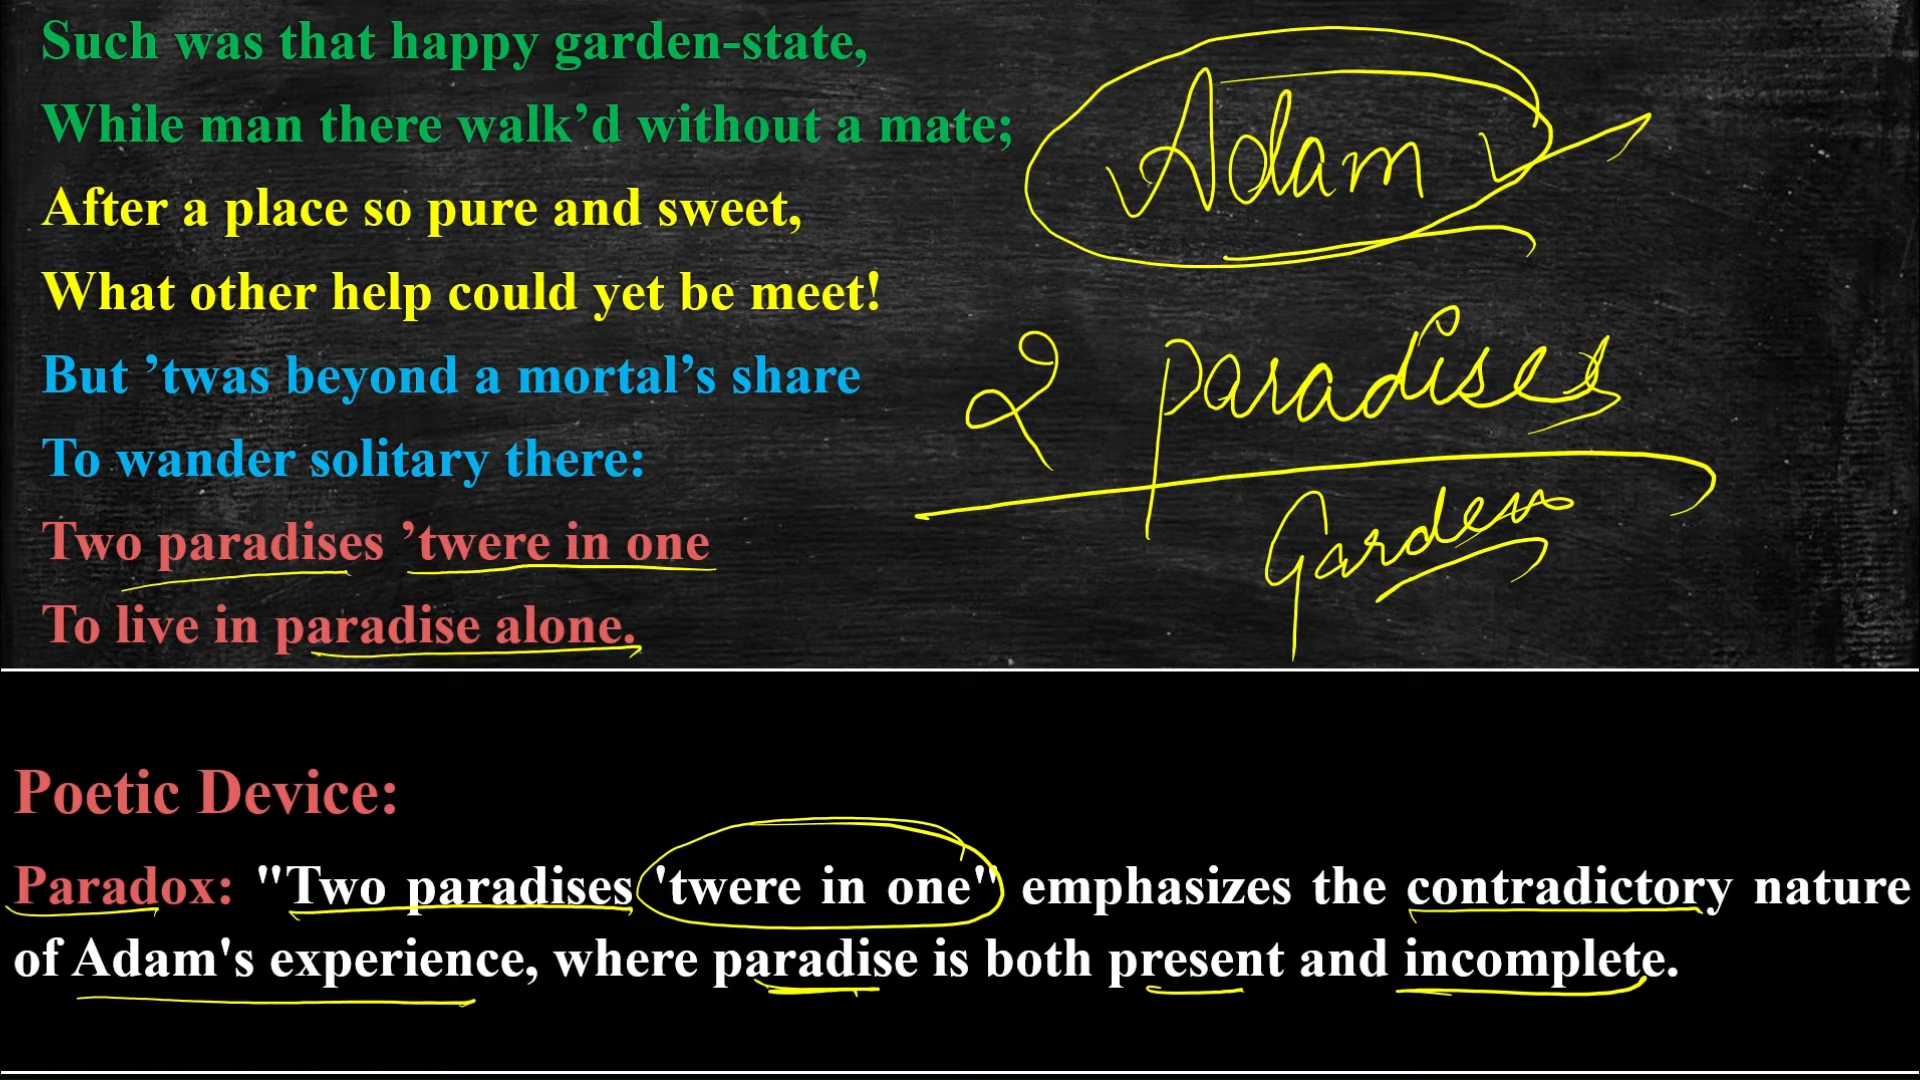 Such was that happy garden-state,
While man there walk’d without a mate;
After a place so pure and sweet,
What other help could yet be meet!
But ’twas beyond a mortal’s share
To wander solitary there:
Two paradises ’twere in one
To live in paradise alone.
Adam
2 paradises
Garden
Poetic Device:
Paradox: "Two paradises 'twere in one" emphasizes the contradictory nature
of Adam's experience, where paradise is both present and incomplete.